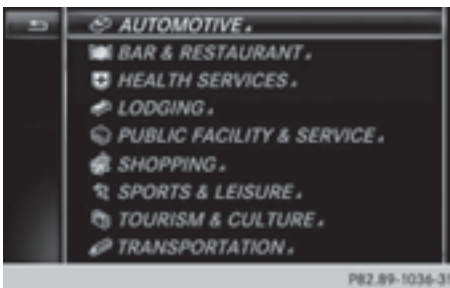 AUTOMOTIVE
BAR & RESTAURANT
HEALTH SERVICES
LODGING
PUBLIC FACILITY & SERVICE
SHOPPING
SPORTS & LEISURE
TOURISM & CULTURE
TRANSPORTATION
P82.89-1036-31